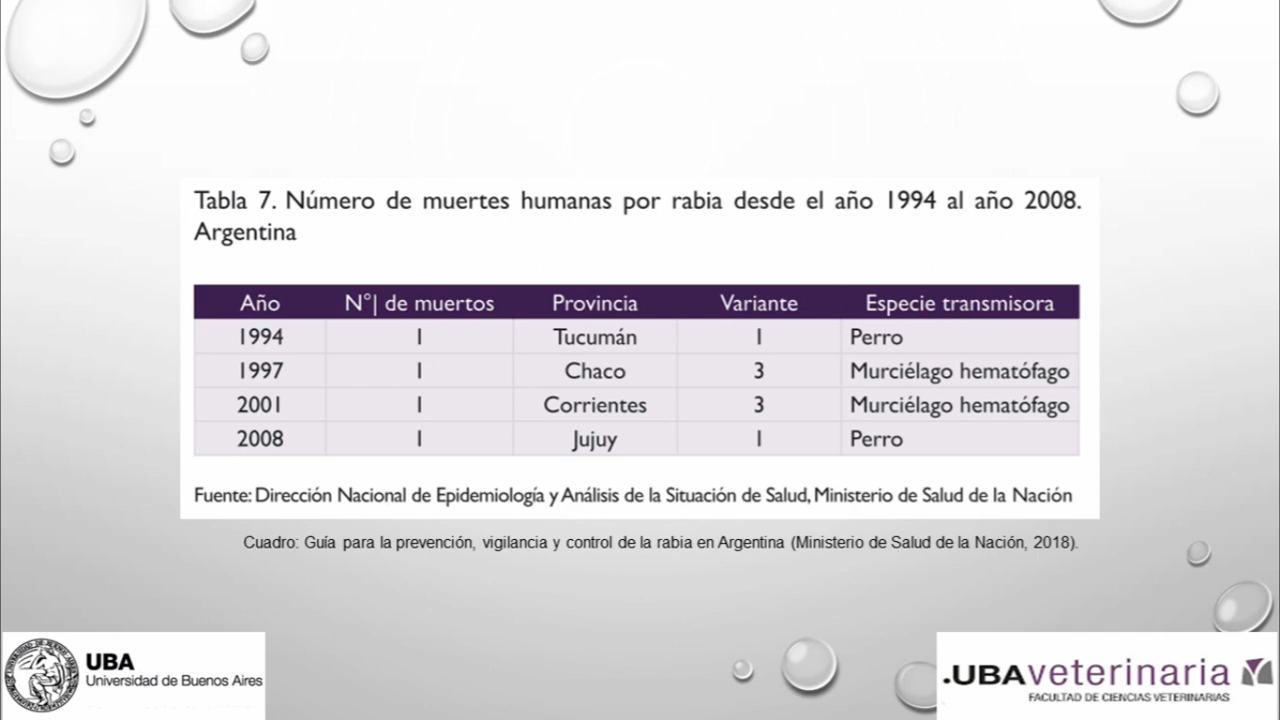 Tabla 7. Número de muertes humanas por rabia desde el año 1994 al año 2008.
Argentina
Año N°| de muertos Provincia Variante Especie transmisora
1994 1 Tucumán 1 Perro
1997 1 Chaco 3 Murciélago hematófago
2001 1 Corrientes 3 Murciélago hematófago
2008 1 Jujuy 1 Perro
Fuente: Dirección Nacional de Epidemiología y Análisis de la Situación de Salud, Ministerio de Salud de la Nación
Cuadro: Guía para la prevención, vigilancia y control de la rabia en Argentina (Ministerio de Salud de la Nación, 2018).
UBA
Universidad de Buenos Aires
.UBAveterinaria
FACULTAD DE CIENCIAS VETERINARIAS